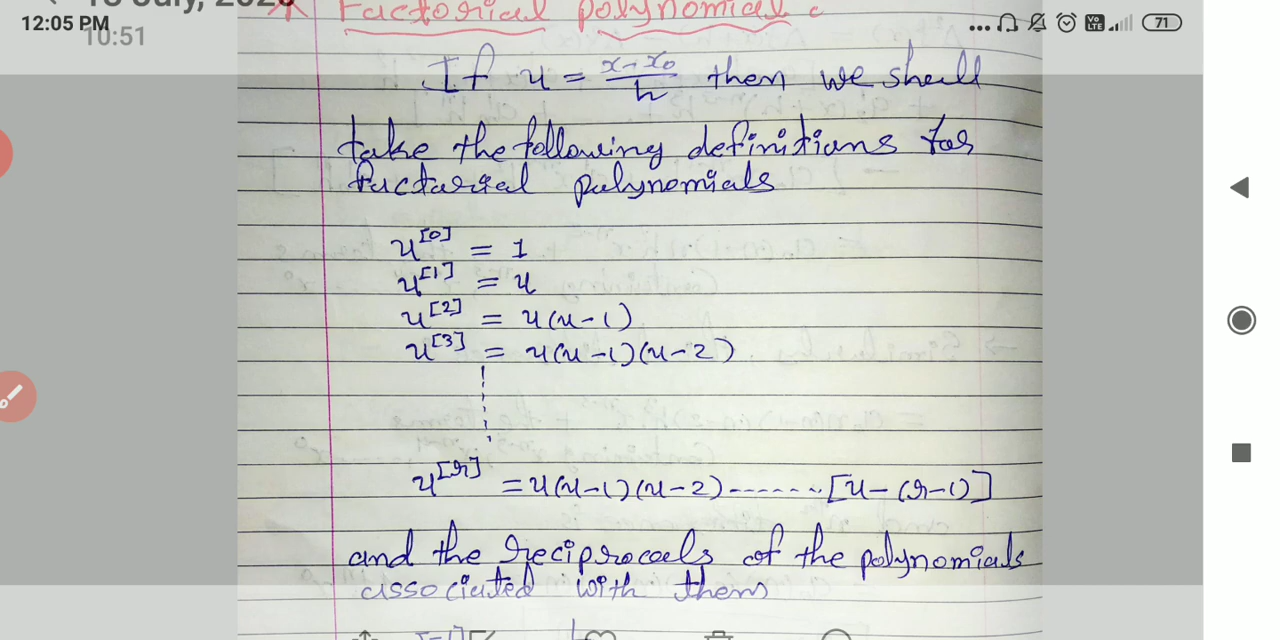 12:05 PM
10:51
71
* Factorial polynomial
If u = x-x₀/h then we shall
take the following definitions for
factorial polynomials
u^[0] = 1
u^[1] = u
u^[2] = u(u-1)
u^[3] = u(u-1)(u-2)
u^[r] = u(u-1)(u-2)-------[u-(r-1)]
and the reciprocals of the polynomials
associated with them